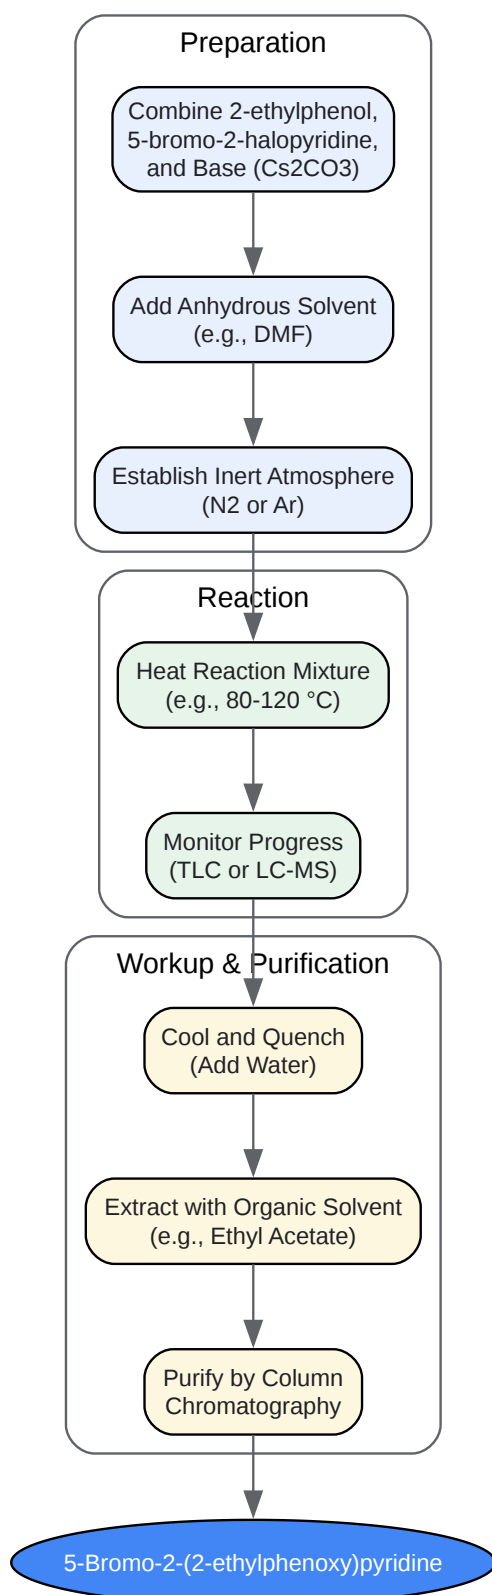 Preparation
Combine 2-ethylphenol,
5-bromo-2-halopyridine,
and Base (Cs2CO3)
Add Anhydrous Solvent
(e.g., DMF)
Establish Inert Atmosphere
(N2 or Ar)
Reaction
Heat Reaction Mixture
(e.g., 80-120 °C)
Monitor Progress
(TLC or LC-MS)
Workup & Purification
Cool and Quench
(Add Water)
Extract with Organic Solvent
(e.g., Ethyl Acetate)
Purify by Column
Chromatography
5-Bromo-2-(2-ethylphenoxy)pyridine